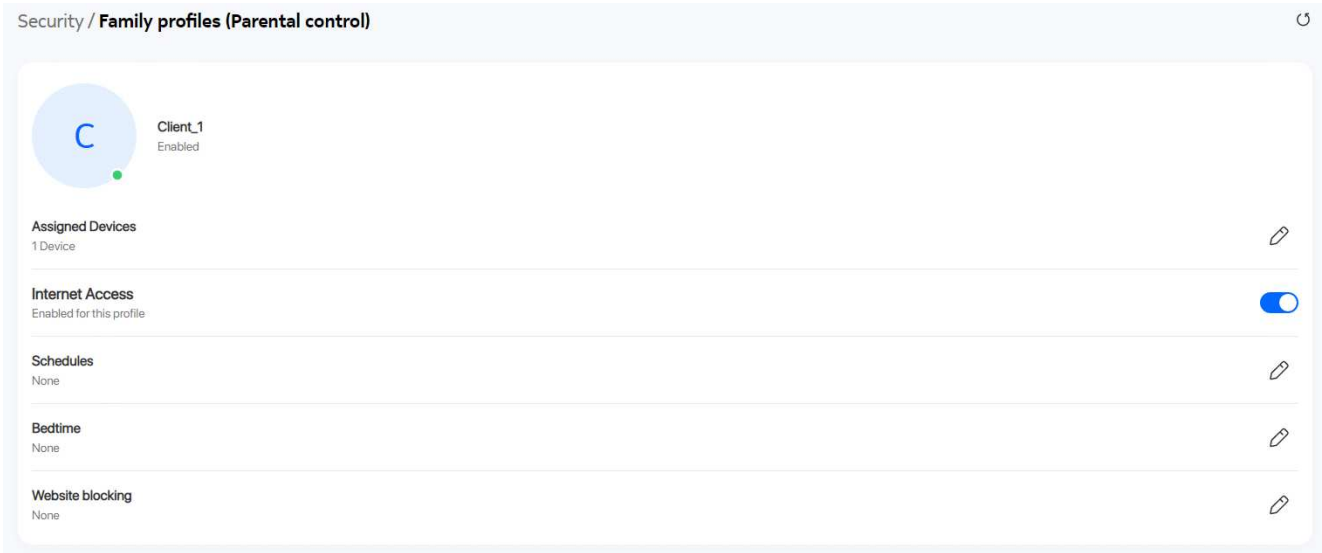 Security / Family profiles (Parental control)
C
Client_1
Enabled
Assigned Devices
1 Device
Internet Access
Enabled for this profile
Schedules
None
Bedtime
None
Website blocking
None